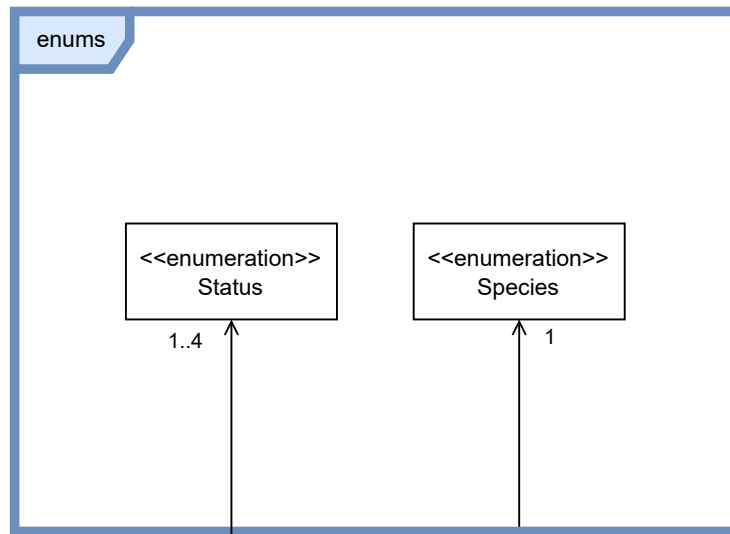 enums
<<enumeration>>
Status
<<enumeration>>
Species
1..4
1